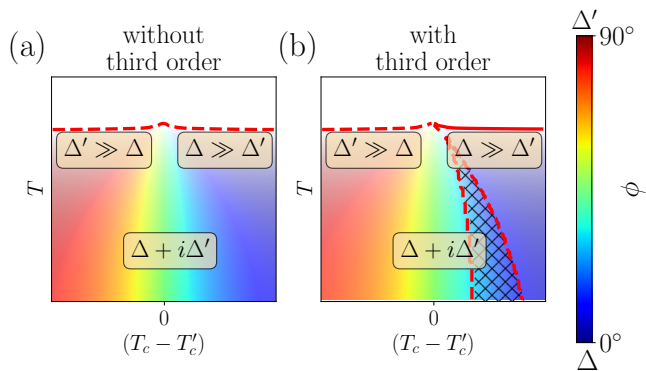 (a)
without
third order
Δ′ ≫ Δ
Δ ≫ Δ′
Δ + iΔ′
T
0
(T_c − T′_c)
(b)
with
third order
Δ′ ≫ Δ
Δ ≫ Δ′
Δ + iΔ′
T
0
(T_c − T′_c)
Δ′
90°
ϕ
0°
Δ